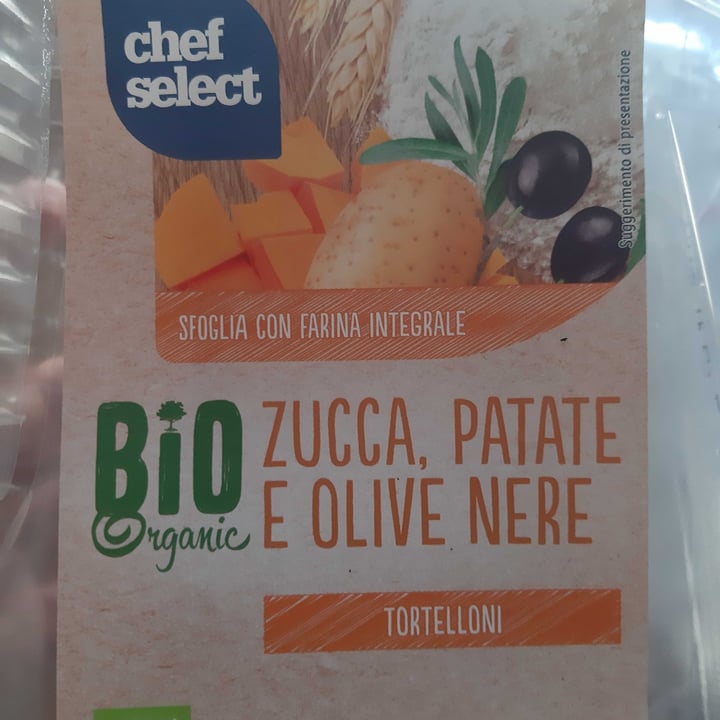 chef
select
Suggerimento di presentazione
SFOGLIA CON FARINA INTEGRALE
BIO
Organic
ZUCCA, PATATE
E OLIVE NERE
TORTELLONI